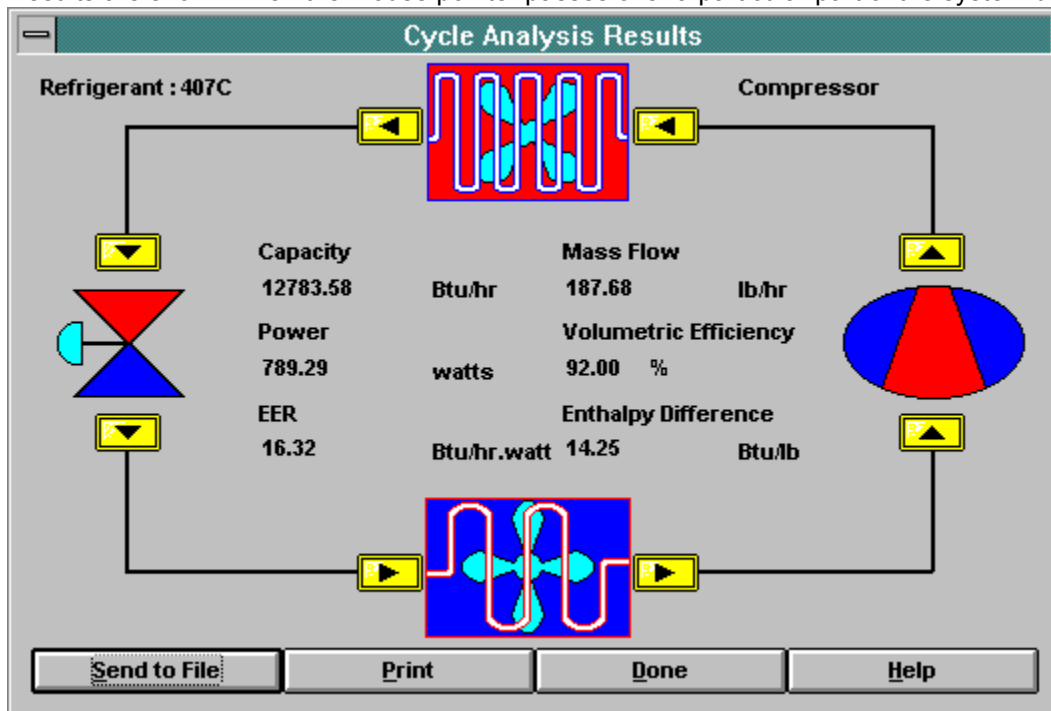 Cycle Analysis Results
Refrigerant : 407C
Compressor
Capacity
Mass Flow
12783.58 Btu/hr
187.68 lb/hr
Power
Volumetric Efficiency
789.29 watts
92.00 %
EER
Enthalpy Difference
16.32 Btu/hr.watt
14.25 Btu/lb
Send to File
Print
Done
Help